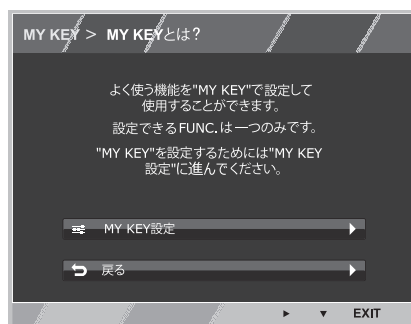 MY KEY > MY KEYとは?
よく使う機能を"MY KEY"で設定して
使用することができます。
設定できるFUNC.は一つのみです。
"MY KEY"を設定するためには"MY KEY
設定"に進んでください。
MY KEY設定
戻る
EXIT